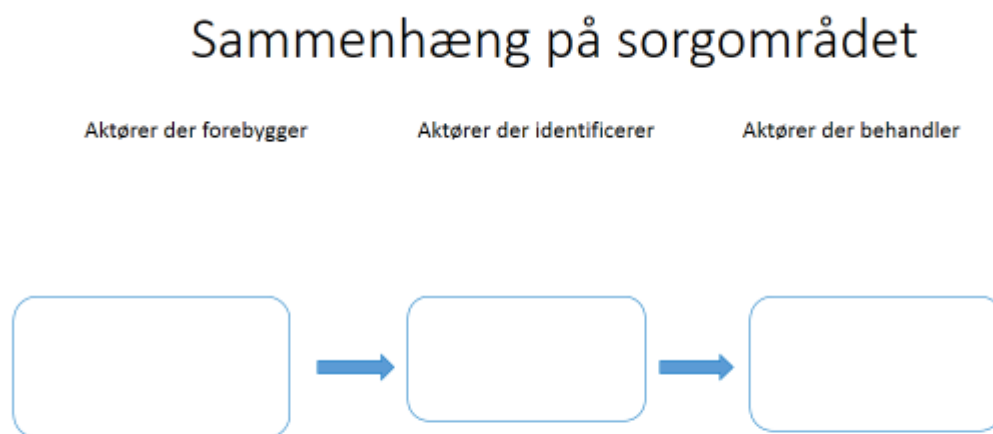 Sammenhæng på sorgområdet
Aktører der forebygger
Aktører der identificerer
Aktører der behandler